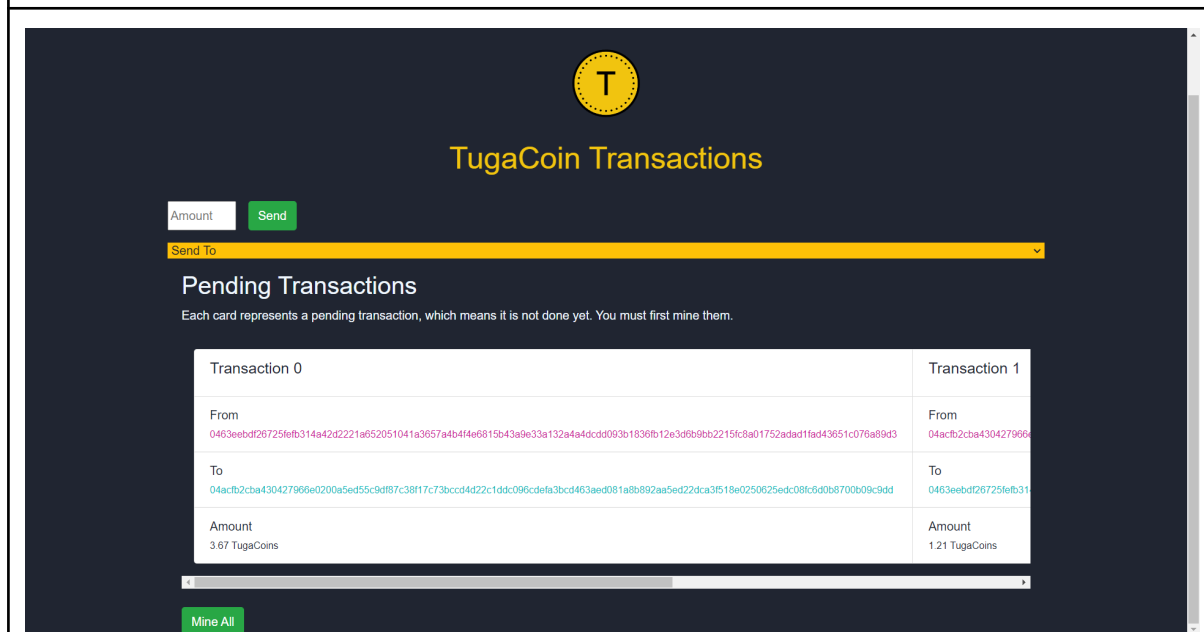 T
TugaCoin Transactions
Amount
Send
Send To
Pending Transactions
Each card represents a pending transaction, which means it is not done yet. You must first mine them.
Transaction 0
Transaction 1
From
From
0463eebdf26725fefb314a42d2221a652051041a3657a4b4f4e6815b43a9e33a132a4a4dcdd093b1836fb12e3d6b9bb2215fc8a01752adad1fad43651c076a89d3
04acfb2cba430427966e
To
To
04acfb2cba430427966e0200a5ed55c9df87c38f17c73bccd4d22c1ddc096cdefa3bcd463aed081a8b892aa5ed22dca3f518e0250625edc08fc6d0b8700b09c9dd
0463eebdf26725fefb31
Amount
Amount
3.67 TugaCoins
1.21 TugaCoins
Mine All